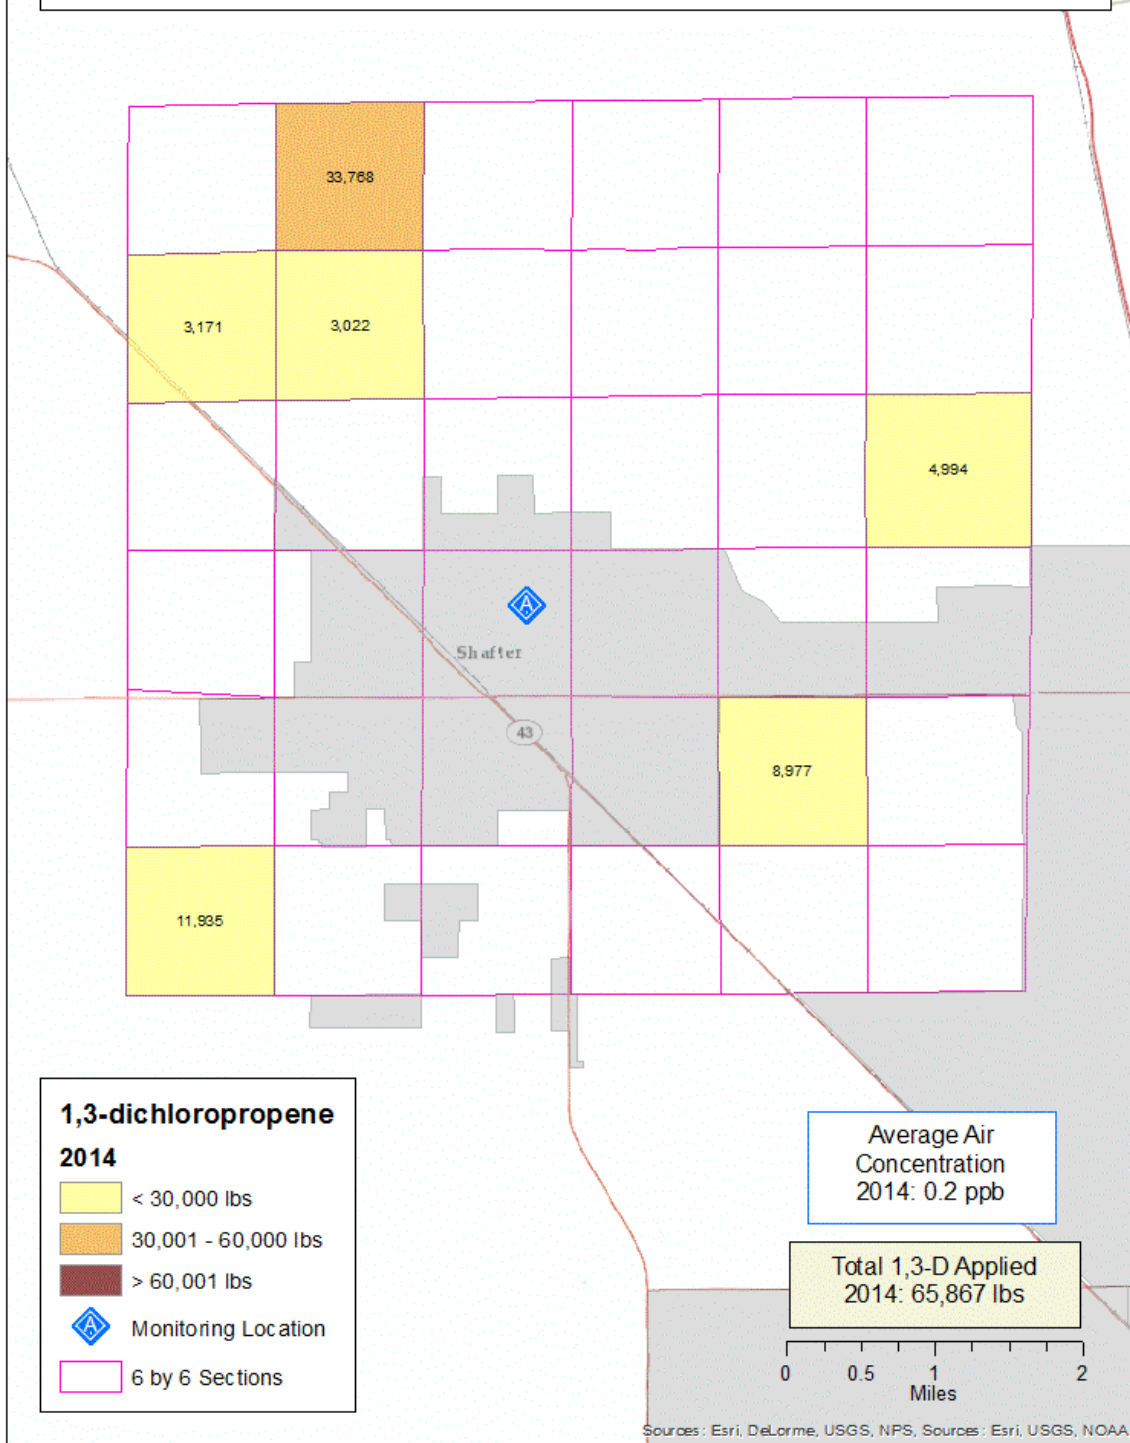 33,768
3,171
3,022
4,994
A
Shafter
43
8,977
11,935
1,3-dichloropropene
2014
< 30,000 lbs
30,001 - 60,000 lbs
> 60,001 lbs
A
Monitoring Location
6 by 6 Sections
Average Air
Concentration
2014: 0.2 ppb
Total 1,3-D Applied
2014: 65,867 lbs
0 0.5 1 2
Miles
Sources: Esri, DeLorme, USGS, NPS, Sources: Esri, USGS, NOAA